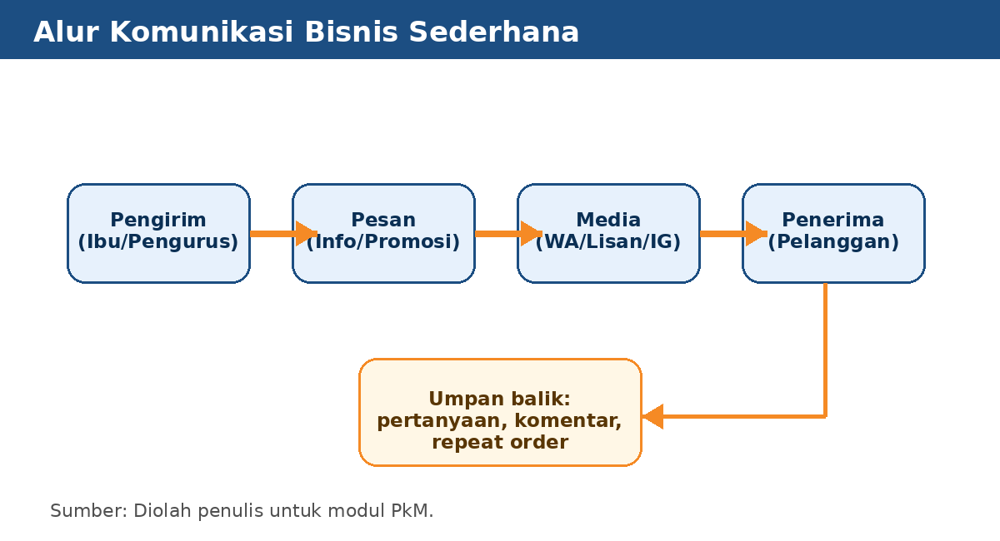 Alur Komunikasi Bisnis Sederhana
Pengirim
(Ibu/Pengurus)
Pesan
(Info/Promosi)
Media
(WA/Lisan/IG)
Penerima
(Pelanggan)
Umpan balik:
pertanyaan, komentar,
repeat order
Sumber: Diolah penulis untuk modul PkM.